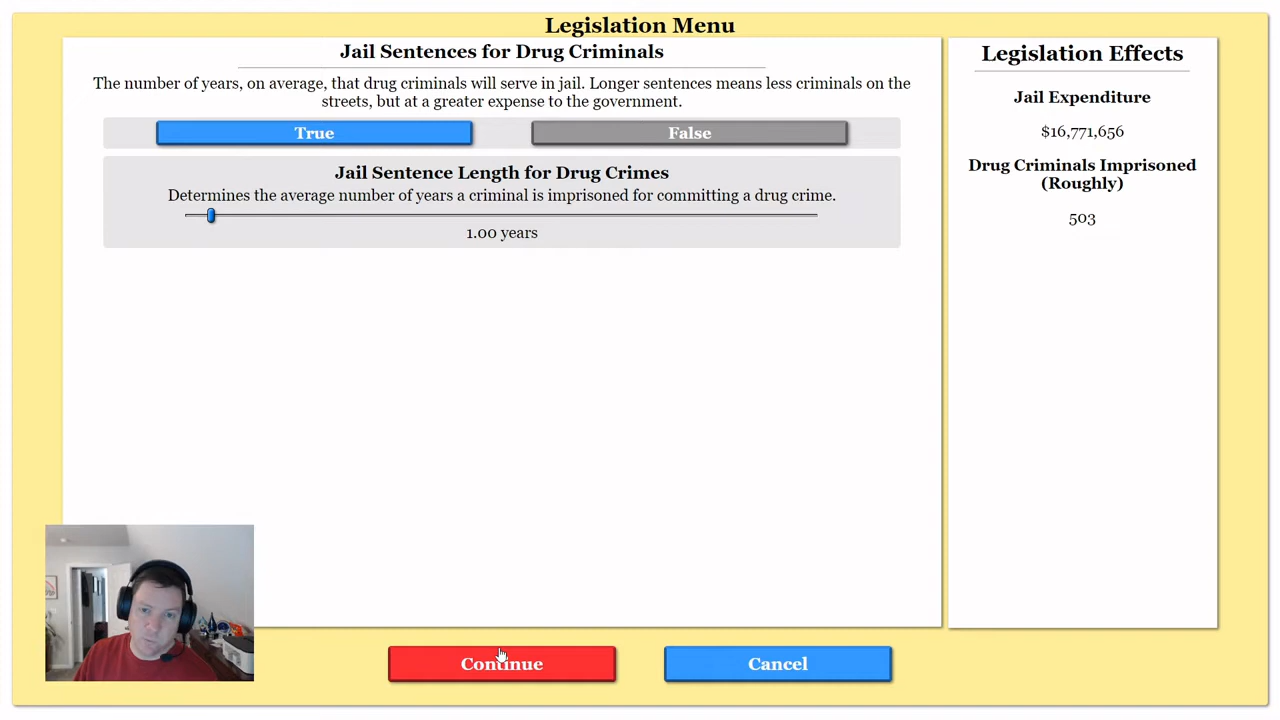 Legislation Menu
Jail Sentences for Drug Criminals
The number of years, on average, that drug criminals will serve in jail. Longer sentences means less criminals on the
streets, but at a greater expense to the government.
True
False
Jail Sentence Length for Drug Crimes
Determines the average number of years a criminal is imprisoned for committing a drug crime.
1.00 years
Legislation Effects
Jail Expenditure
$16,771,656
Drug Criminals Imprisoned
(Roughly)
503
Continue
Cancel